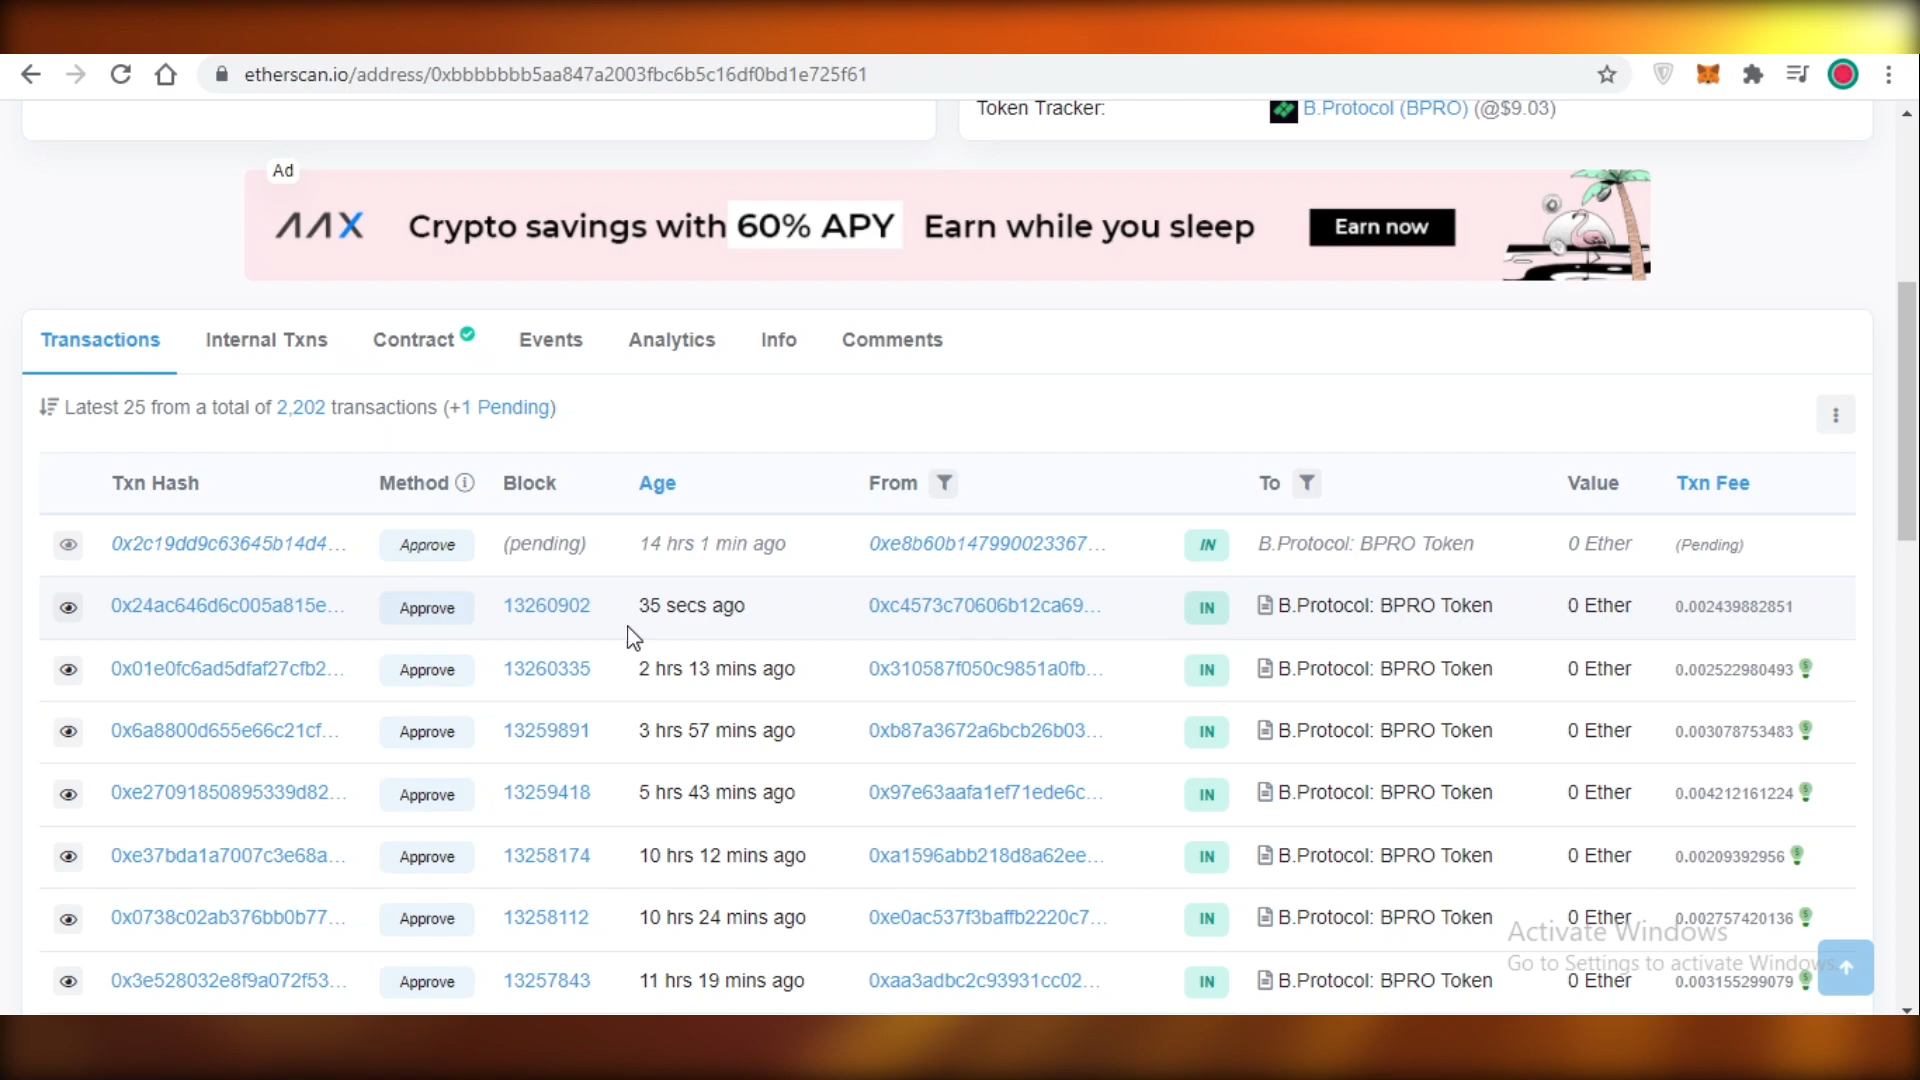 etherscan.io/address/0xbbbbbbb5aa847a2003fbc6b5c16df0bd1e725f61
Token Tracker: B.Protocol (BPRO) (@$9.03)
Ad
AAX Crypto savings with 60% APY Earn while you sleep Earn now
Transactions Internal Txns Contract Events Analytics Info Comments
Latest 25 from a total of 2,202 transactions (+1 Pending)
Txn Hash Method Block Age From To Value Txn Fee
0x2c19dd9c63645b14d4... Approve (pending) 14 hrs 1 min ago 0xe8b60b147990023367... IN B.Protocol: BPRO Token 0 Ether (Pending)
0x24ac646d6c005a815e... Approve 13260902 35 secs ago 0xc4573c70606b12ca69... IN B.Protocol: BPRO Token 0 Ether 0.002439882851
0x01e0fc6ad5dfaf27cfb2... Approve 13260335 2 hrs 13 mins ago 0x310587f050c9851a0fb... IN B.Protocol: BPRO Token 0 Ether 0.002522980493
0x6a8800d655e66c21cf... Approve 13259891 3 hrs 57 mins ago 0xb87a3672a6bcb26b03... IN B.Protocol: BPRO Token 0 Ether 0.003078753483
0xe27091850895339d82... Approve 13259418 5 hrs 43 mins ago 0x97e63aafa1ef71ede6c... IN B.Protocol: BPRO Token 0 Ether 0.004212161224
0xe37bda1a7007c3e68a... Approve 13258174 10 hrs 12 mins ago 0xa1596abb218d8a62ee... IN B.Protocol: BPRO Token 0 Ether 0.00209392956
0x0738c02ab376bb0b77... Approve 13258112 10 hrs 24 mins ago 0xe0ac537f3baffb2220c7... IN B.Protocol: BPRO Token 0 Ether 0.002757420136
Activate Windows
Go to Settings to activate Windows.
0x3e528032e8f9a072f53... Approve 13257843 11 hrs 19 mins ago 0xaa3adbc2c93931cc02... IN B.Protocol: BPRO Token 0 Ether 0.003155299079